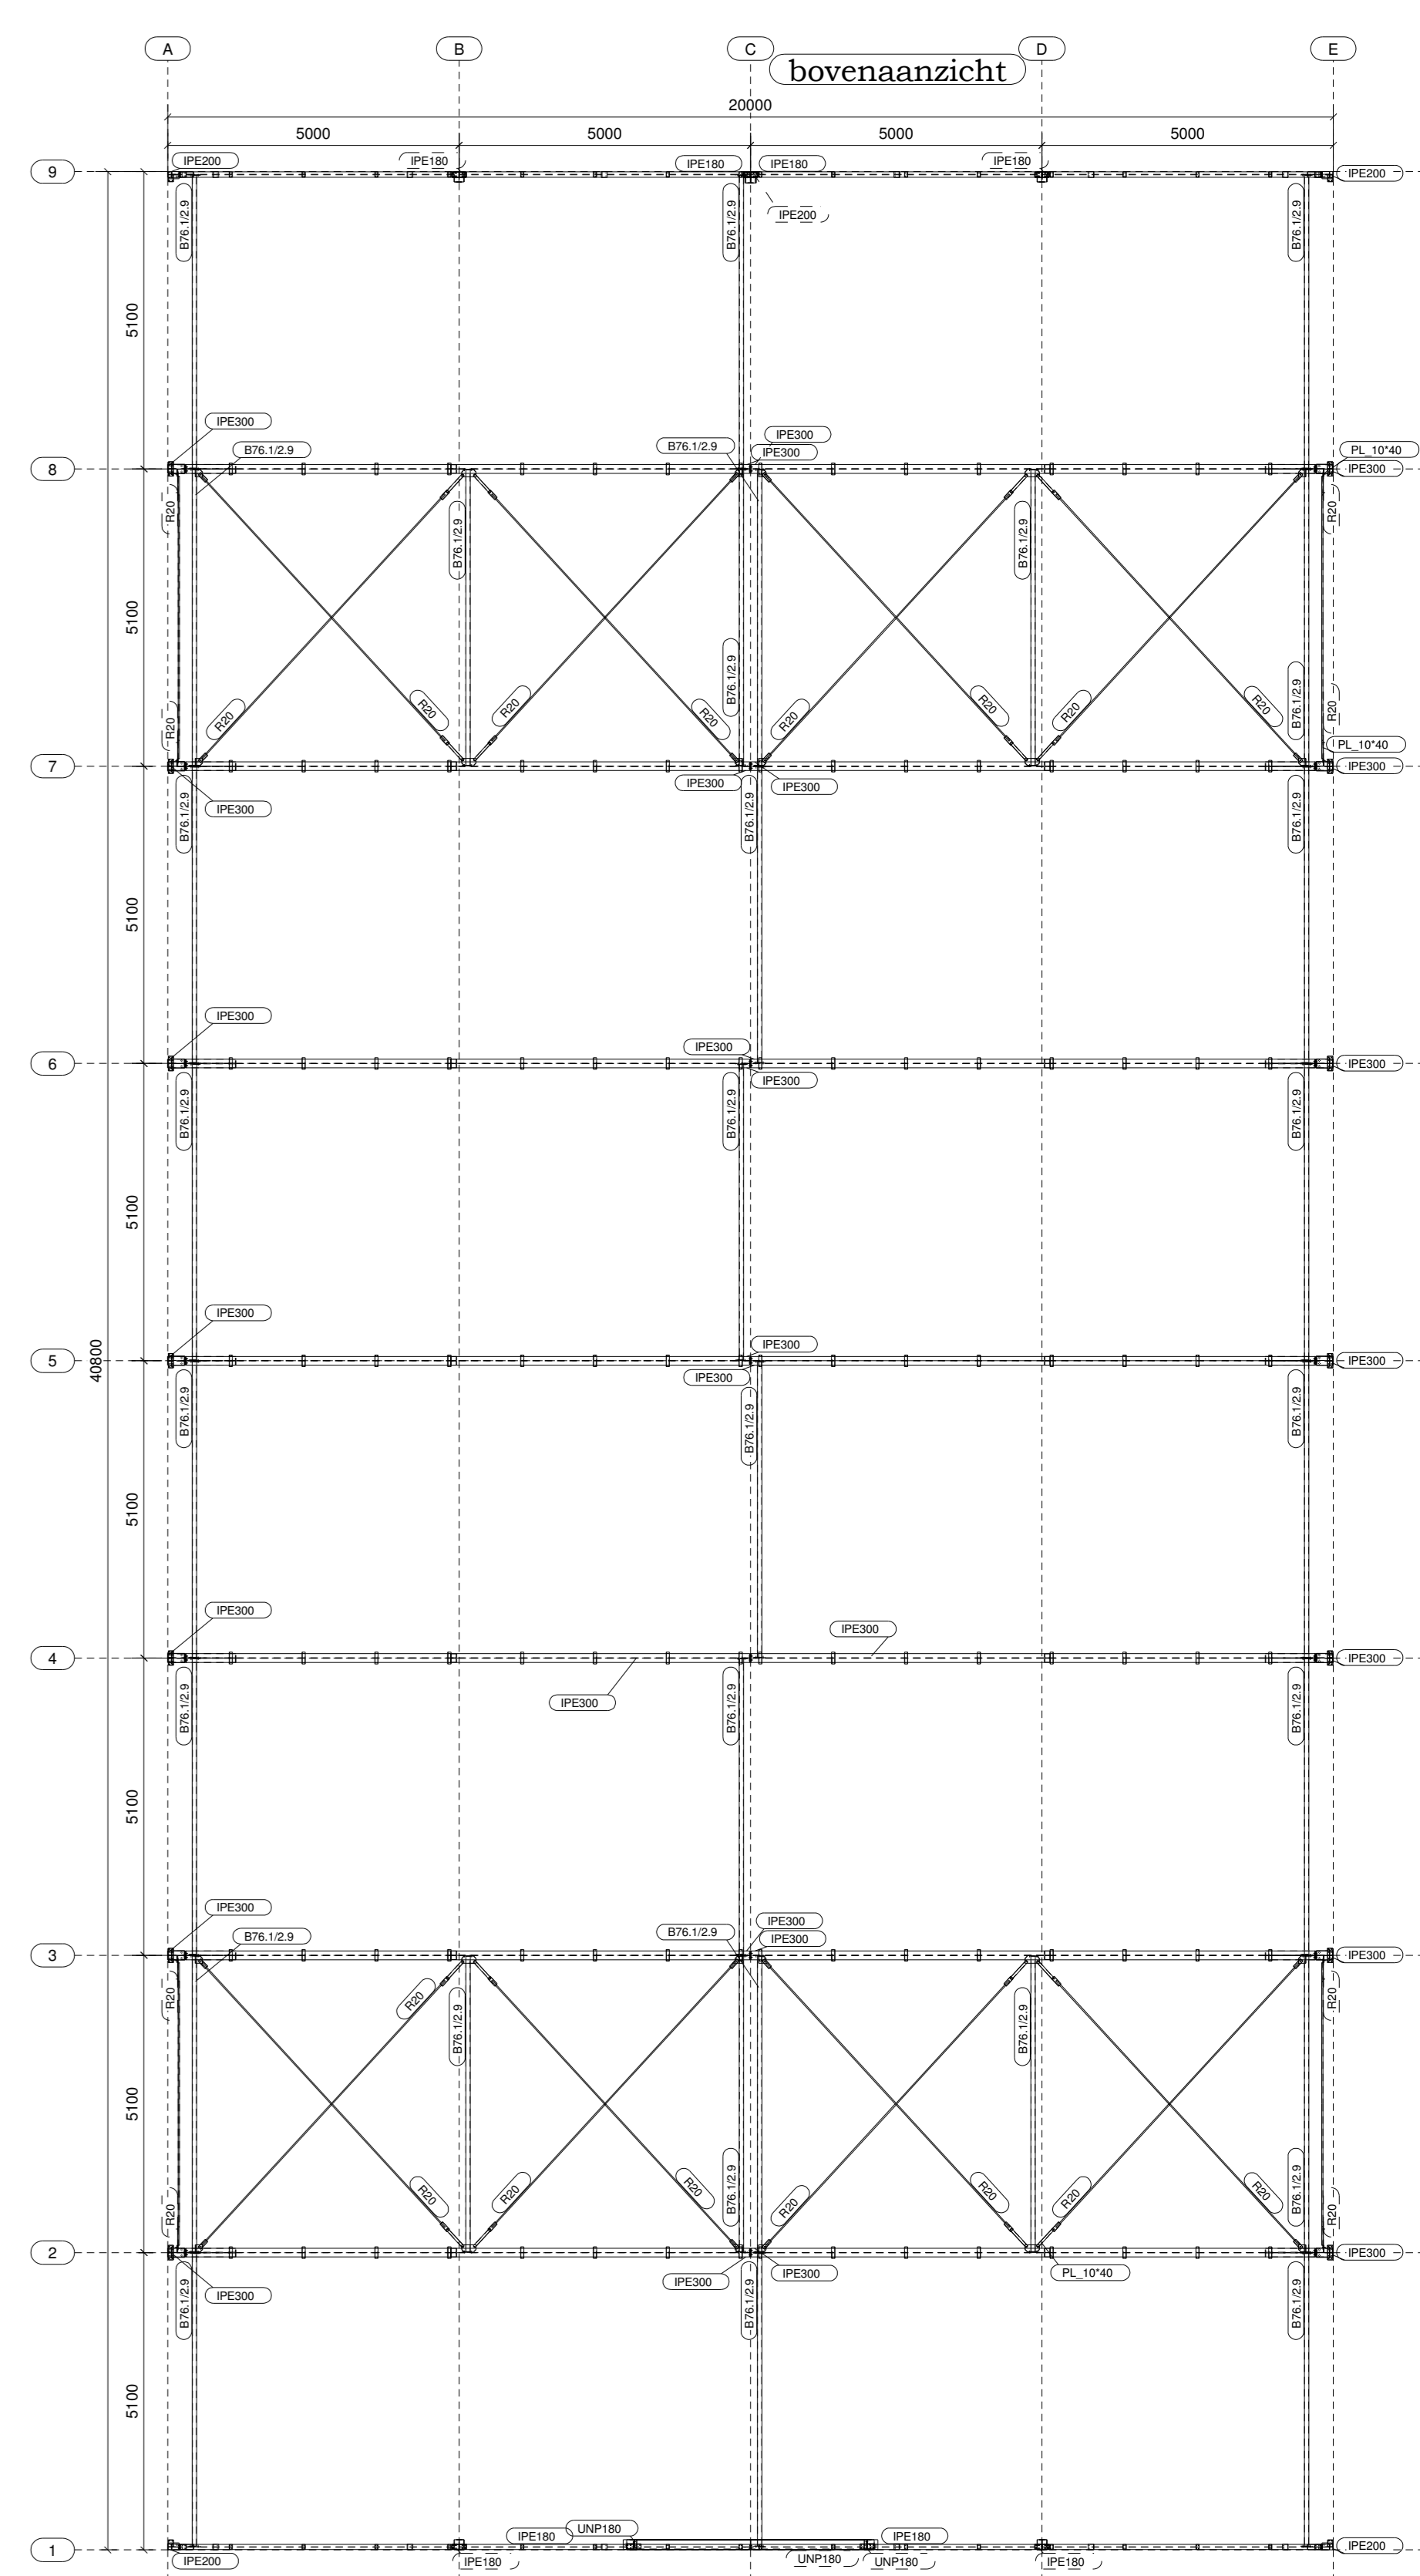 A B C D E
bovenaanzicht
20000
5000 5000 5000 5000
IPE200 IPE180 IPE180 IPE180 IPE180
9 IPE200
B76.1/2.9 B76.1/2.9 IPE200 B76.1/2.9
5100
IPE300 IPE300
B76.1/2.9 B76.1/2.9 IPE300 PL_10*40
8 IPE300
R20 B76.1/2.9 B76.1/2.9 R20
5100
B76.1/2.9 B76.1/2.9
R20 R20 R20 R20 R20 R20 R20 R20 R20 R20
PL_10*40
7 IPE300
IPE300 IPE300 IPE300
B76.1/2.9 B76.1/2.9 B76.1/2.9
5100
IPE300
IPE300
6 IPE300
IPE300
B76.1/2.9 B76.1/2.9 B76.1/2.9
5100
IPE300
IPE300
40800
5 IPE300
IPE300
B76.1/2.9 B76.1/2.9 B76.1/2.9
5100
IPE300
IPE300
4 IPE300
IPE300
B76.1/2.9 B76.1/2.9 B76.1/2.9
5100
IPE300 IPE300
B76.1/2.9 B76.1/2.9 IPE300
3 IPE300
R20 R20 B76.1/2.9 B76.1/2.9 R20
5100
B76.1/2.9 B76.1/2.9
R20 R20 R20 R20 R20 R20 R20 R20 R20
2 IPE300
IPE300 IPE300 IPE300 PL_10*40
B76.1/2.9 B76.1/2.9 B76.1/2.9
5100
IPE180 UNP180 IPE180
1 IPE200
IPE200 IPE180 UNP180 UNP180 IPE180